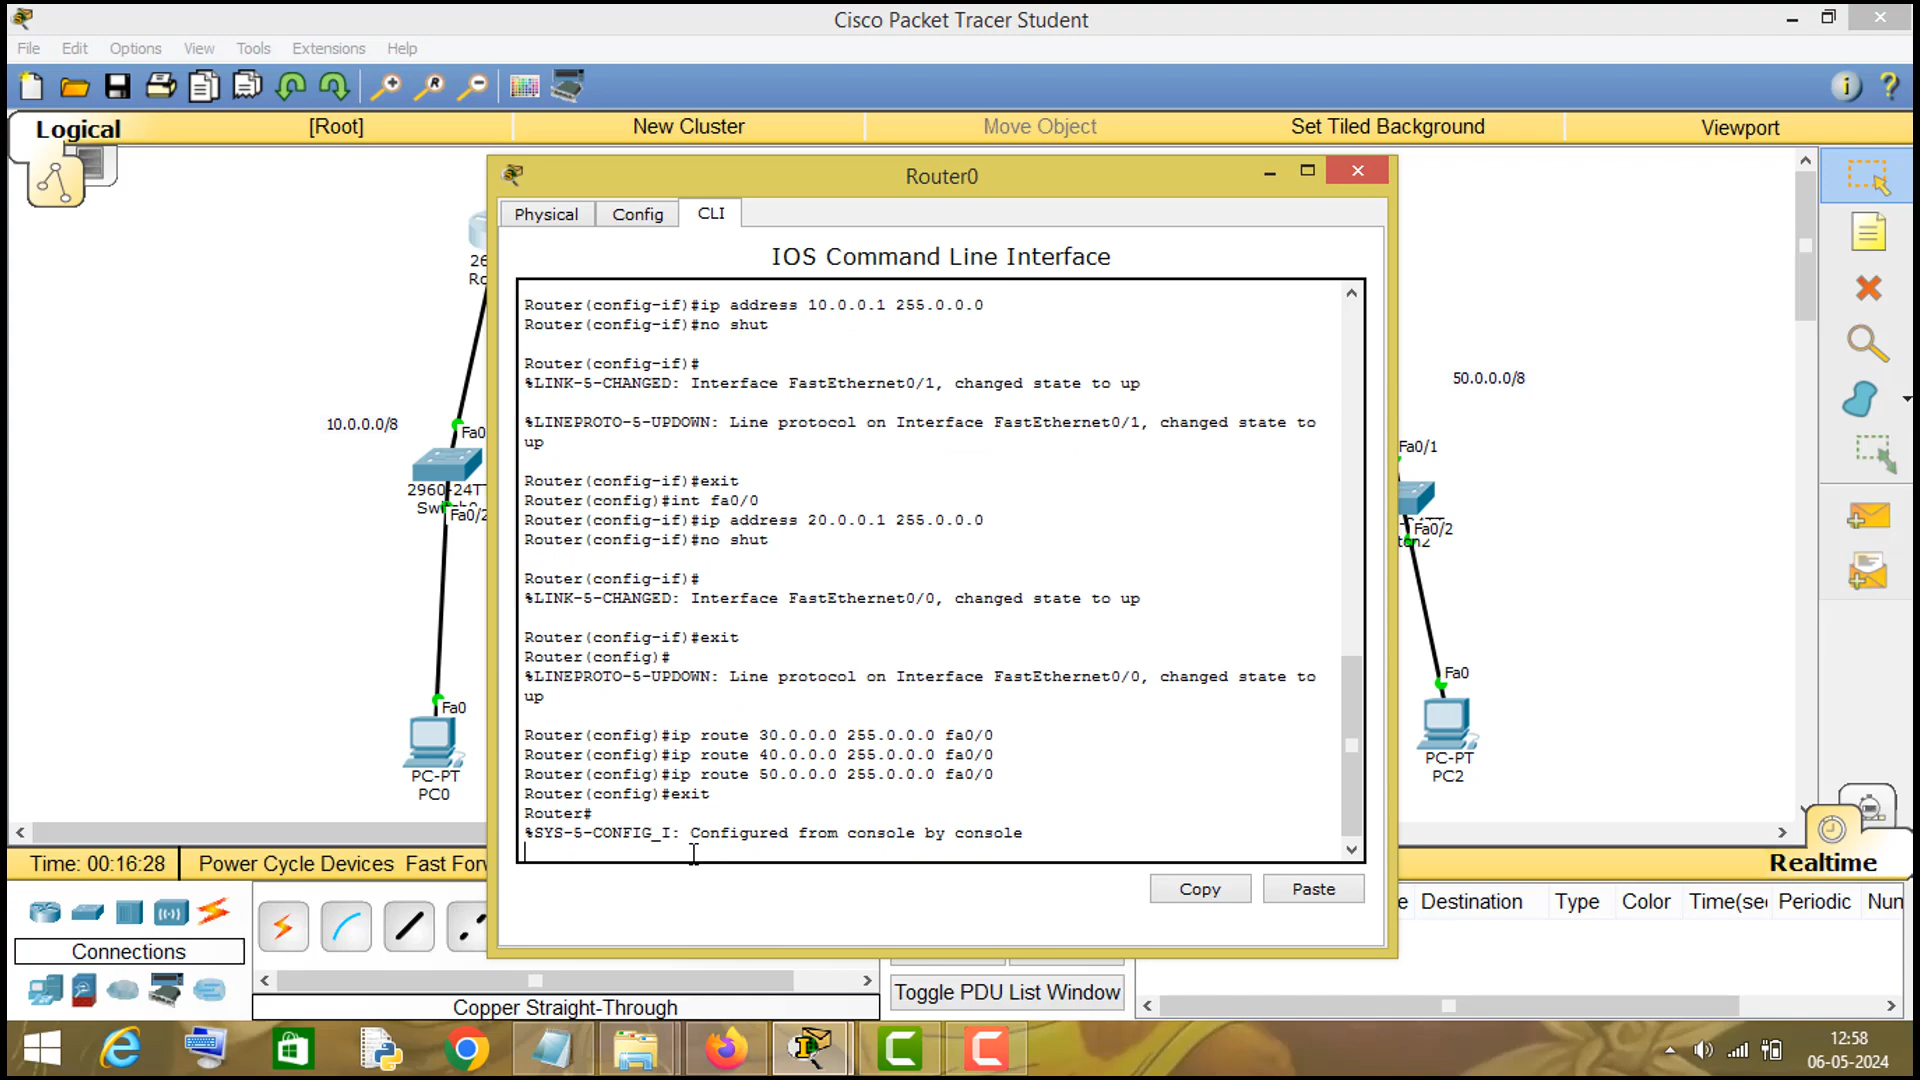 Cisco Packet Tracer Student
File Edit Options View Tools Extensions Help
Logical [Root] New Cluster Move Object Set Tiled Background Viewport
Router0
Physical Config CLI
IOS Command Line Interface
Router(config-if)#ip address 10.0.0.1 255.0.0.0
Router(config-if)#no shut
Router(config-if)#
%LINK-5-CHANGED: Interface FastEthernet0/1, changed state to up
%LINEPROTO-5-UPDOWN: Line protocol on Interface FastEthernet0/1, changed state to
up
Router(config-if)#exit
Router(config)#int fa0/0
Router(config-if)#ip address 20.0.0.1 255.0.0.0
Router(config-if)#no shut
Router(config-if)#
%LINK-5-CHANGED: Interface FastEthernet0/0, changed state to up
Router(config-if)#exit
Router(config)#
%LINEPROTO-5-UPDOWN: Line protocol on Interface FastEthernet0/0, changed state to
up
Router(config)#ip route 30.0.0.0 255.0.0.0 fa0/0
Router(config)#ip route 40.0.0.0 255.0.0.0 fa0/0
Router(config)#ip route 50.0.0.0 255.0.0.0 fa0/0
Router(config)#exit
Router#
%SYS-5-CONFIG_I: Configured from console by console
Copy Paste
26
Ro
10.0.0.0/8
Fa0
2960-24TT
Fa0/2
Fa0
PC-PT
PC0
50.0.0.0/8
Fa0/1
Fa0/2
Fa0
PC-PT
PC2
Time: 00:16:28 Power Cycle Devices Fast For
Realtime
Connections
Copper Straight-Through
Toggle PDU List Window
Destination Type Color Time(sec Periodic Num
12:58
06-05-2024